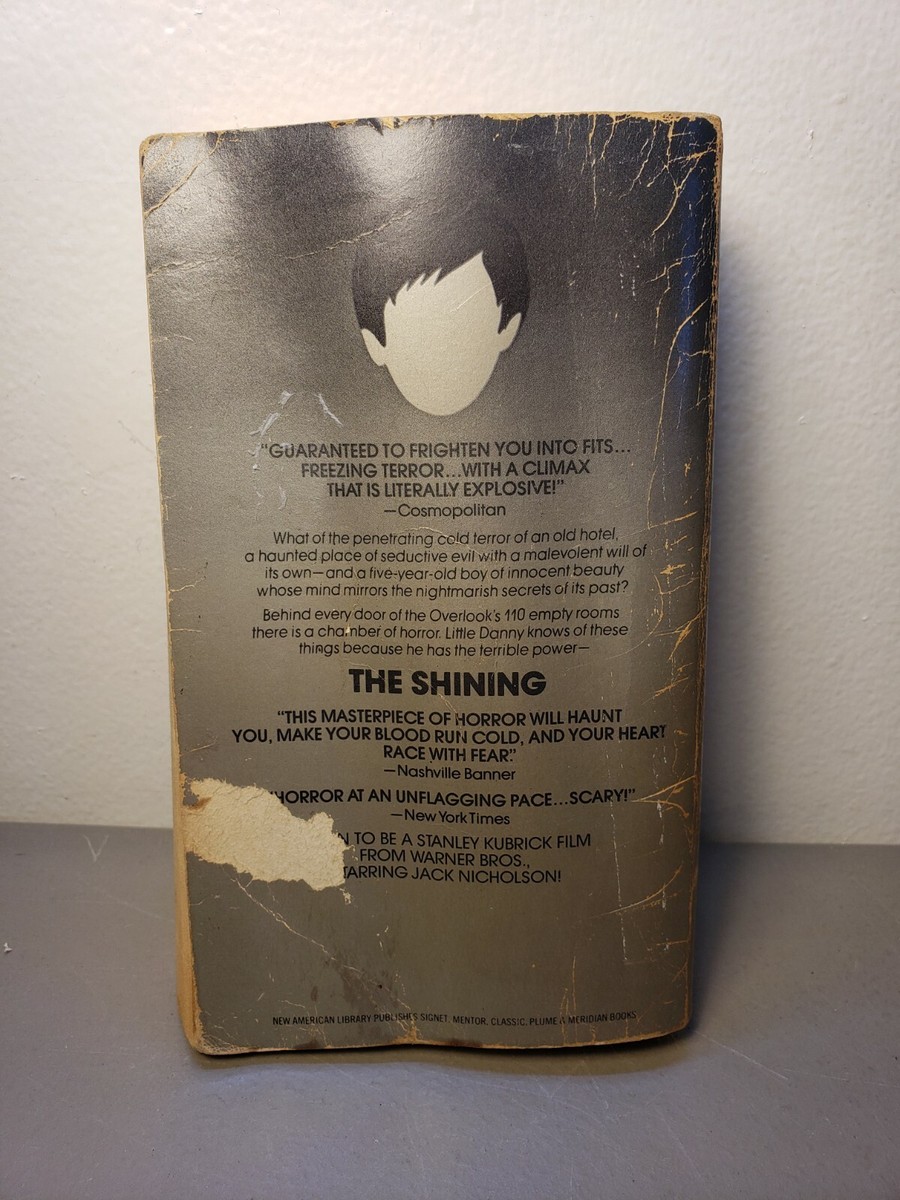 "GUARANTEED TO FRIGHTEN YOU INTO FITS...
FREEZING TERROR...WITH A CLIMAX
THAT IS LITERALLY EXPLOSIVE!"
—Cosmopolitan
What of the penetrating cold terror of an old hotel,
a haunted place of seductive evil with a malevolent will of
its own—and a five-year-old boy of innocent beauty
whose mind mirrors the nightmarish secrets of its past?
Behind every door of the Overlook's 110 empty rooms
there is a chamber of horror. Little Danny knows of these
things because he has the terrible power—
THE SHINING
"THIS MASTERPIECE OF HORROR WILL HAUNT
YOU, MAKE YOUR BLOOD RUN COLD, AND YOUR HEART
RACE WITH FEAR."
—Nashville Banner
"HORROR AT AN UNFLAGGING PACE...SCARY!"
—New York Times
TO BE A STANLEY KUBRICK FILM
FROM WARNER BROS.,
TARRING JACK NICHOLSON!
NEW AMERICAN LIBRARY PUBLISHES SIGNET, MENTOR, CLASSIC, PLUME & MERIDIAN BOOKS